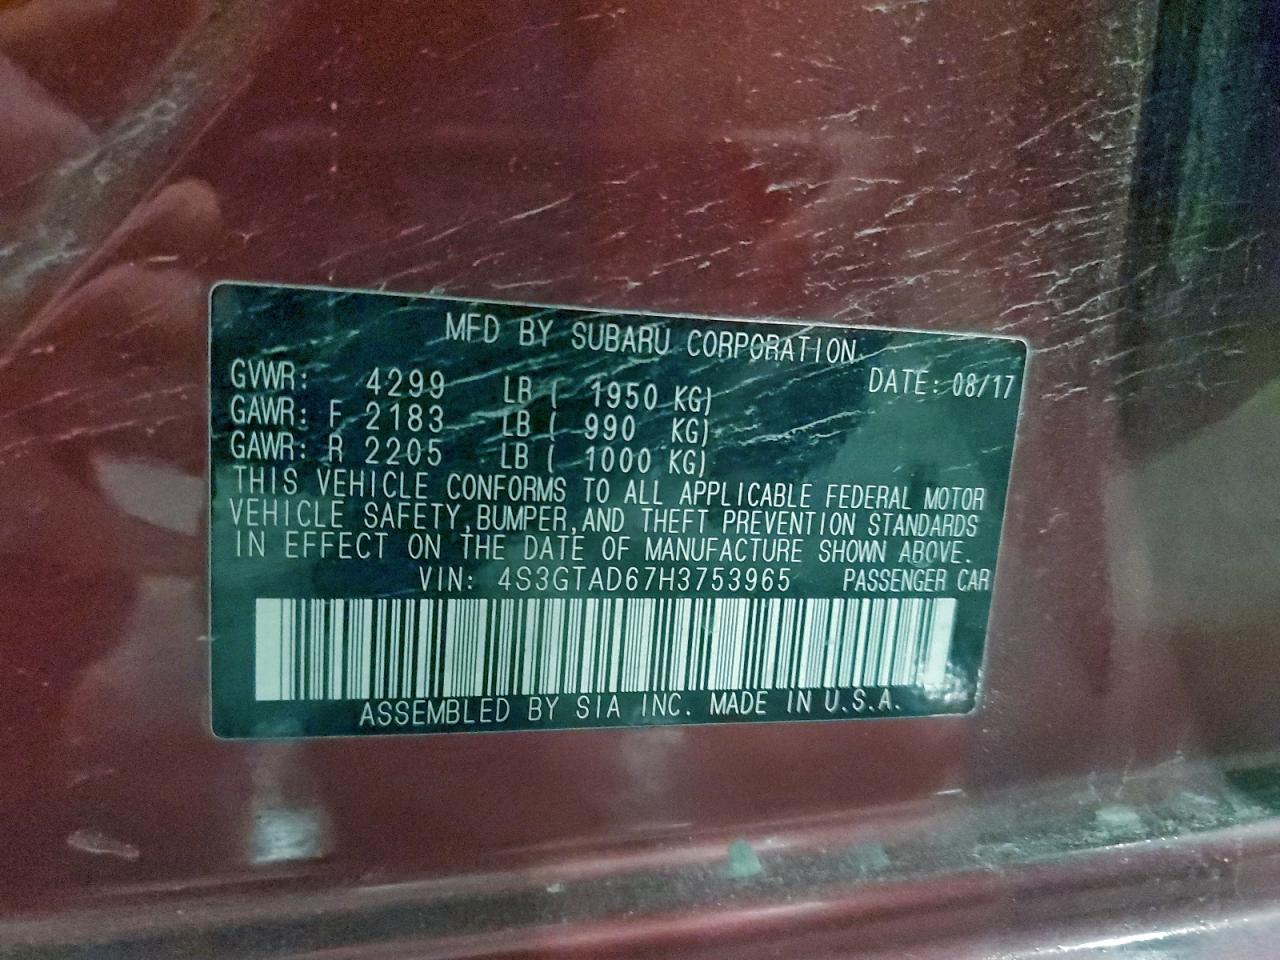 MFD BY SUBARU CORPORATION
GVWR: 4299 LB ( 1950 KG) DATE: 08/17
GAWR: F 2183 LB ( 990 KG)
GAWR: R 2205 LB ( 1000 KG)
THIS VEHICLE CONFORMS TO ALL APPLICABLE FEDERAL MOTOR
VEHICLE SAFETY,BUMPER,AND THEFT PREVENTION STANDARDS
IN EFFECT ON THE DATE OF MANUFACTURE SHOWN ABOVE.
VIN: 4S3GTAD67H3753965 PASSENGER CAR
ASSEMBLED BY SIA INC. MADE IN U.S.A.